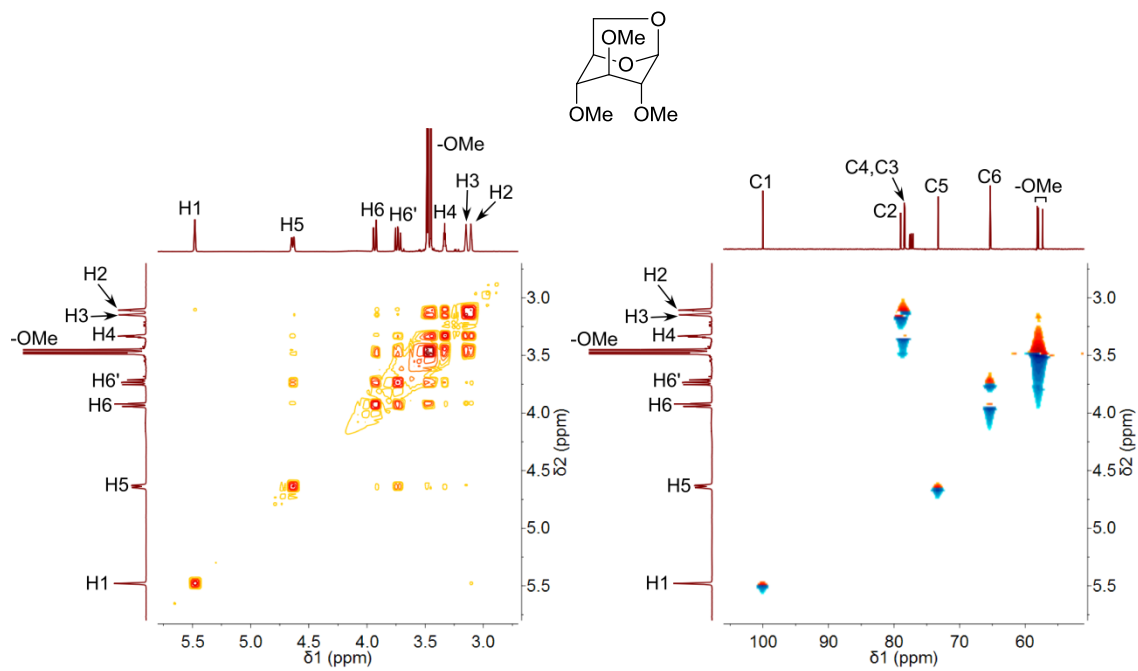 O
OMe
O
OMe OMe
-OMe
H3
H2
H1
H5
H6
H6'
H4
H2
H3
H4
-OMe
H6'
H6
H5
H1
3.0
3.5
4.0
4.5
5.0
5.5
δ2 (ppm)
5.5 5.0 4.5 4.0 3.5 3.0
δ1 (ppm)
C4,C3
C1
C2
C5
C6
-OMe
H2
H3
H4
-OMe
H6'
H6
H5
H1
3.0
3.5
4.0
4.5
5.0
5.5
δ2 (ppm)
100 90 80 70 60
δ1 (ppm)